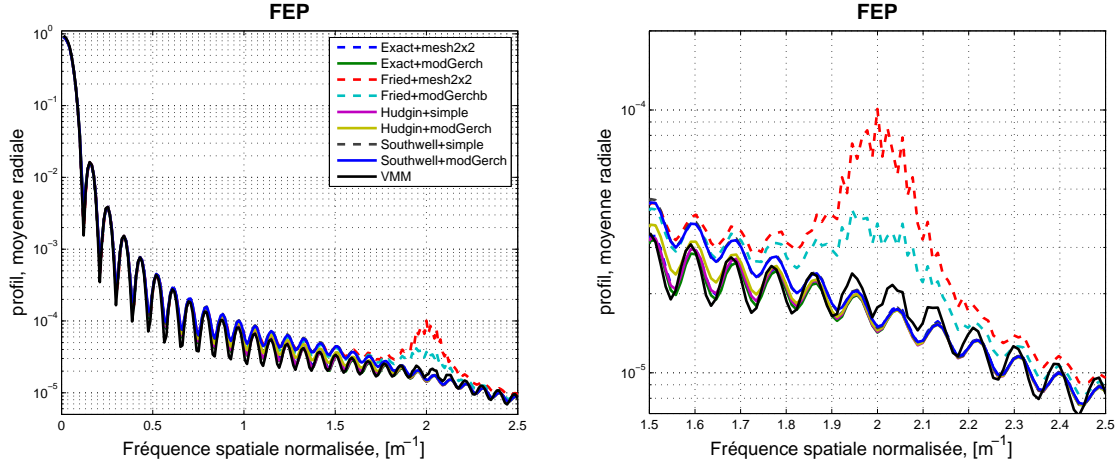 FEP
10^0
10^−1
10^−2
10^−3
10^−4
10^−5
profil, moyenne radiale
0 0.5 1 1.5 2 2.5
Fréquence spatiale normalisée, [m^−1]
Exact+mesh2x2
Exact+modGerch
Fried+mesh2x2
Fried+modGerchb
Hudgin+simple
Hudgin+modGerch
Southwell+simple
Southwell+modGerch
VMM
FEP
10^−4
10^−5
profil, moyenne radiale
1.5 1.6 1.7 1.8 1.9 2 2.1 2.2 2.3 2.4 2.5
Fréquence spatiale normalisée, [m^−1]